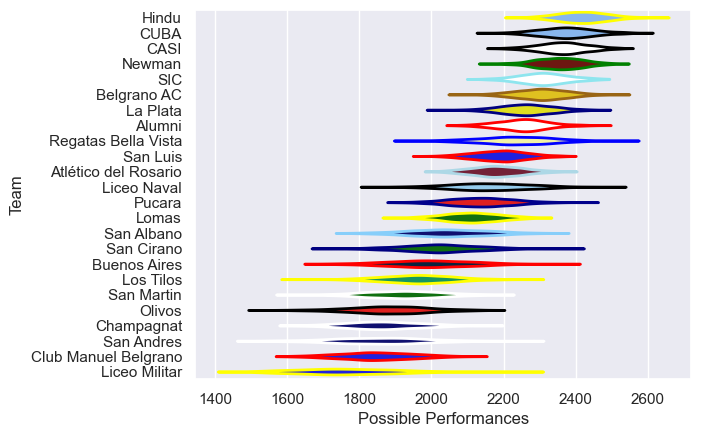 Hindu
CUBA
CASI
Newman
SIC
Belgrano AC
La Plata
Alumni
Regatas Bella Vista
San Luis
Atlético del Rosario
Liceo Naval
Pucara
Lomas
San Albano
San Cirano
Buenos Aires
Los Tilos
San Martin
Olivos
Champagnat
San Andres
Club Manuel Belgrano
Liceo Militar
Team
1400 1600 1800 2000 2200 2400 2600
Possible Performances